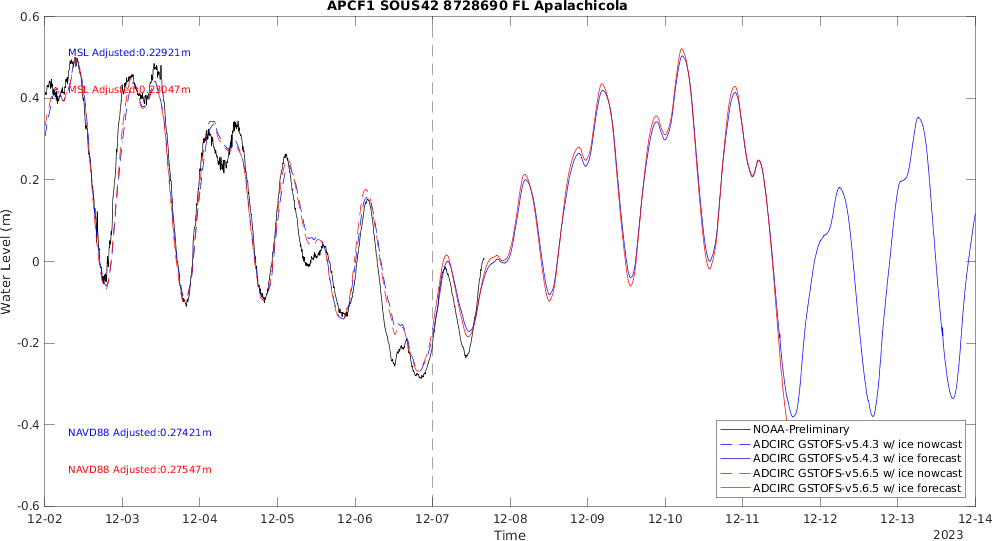 APCF1 SOUS42 8728690 FL Apalachicola
0.6
0.4
0.2
0
-0.2
-0.4
-0.6
Water Level (m)
MSL Adjusted:0.22921m
MSL Adjusted:0.23047m
NAVD88 Adjusted:0.27421m
NAVD88 Adjusted:0.27547m
NOAA-Preliminary
ADCIRC GSTOFS-v5.4.3 w/ ice nowcast
ADCIRC GSTOFS-v5.4.3 w/ ice forecast
ADCIRC GSTOFS-v5.6.5 w/ ice nowcast
ADCIRC GSTOFS-v5.6.5 w/ ice forecast
12-02 12-03 12-04 12-05 12-06 12-07 12-08 12-09 12-10 12-11 12-12 12-13 12-14
Time
2023